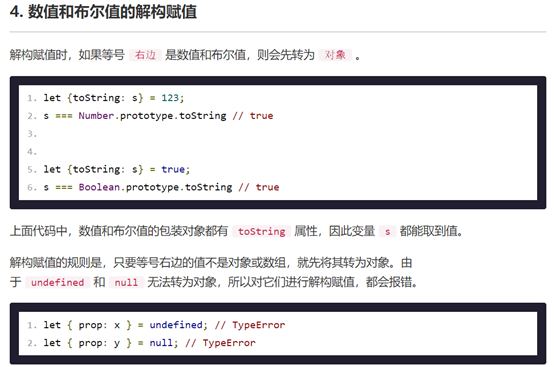 4. 数值和布尔值的解构赋值
解构赋值时，如果等号 右边 是数值和布尔值，则会先转为 对象 。
1. let {toString: s} = 123;
2. s === Number.prototype.toString // true
3.
4.
5. let {toString: s} = true;
6. s === Boolean.prototype.toString // true
上面代码中，数值和布尔值的包装对象都有 toString 属性，因此变量 s 都能取到值。
解构赋值的规则是，只要等号右边的值不是对象或数组，就先将其转为对象。由
于 undefined 和 null 无法转为对象，所以对它们进行解构赋值，都会报错。
1. let { prop: x } = undefined; // TypeError
2. let { prop: y } = null; // TypeError